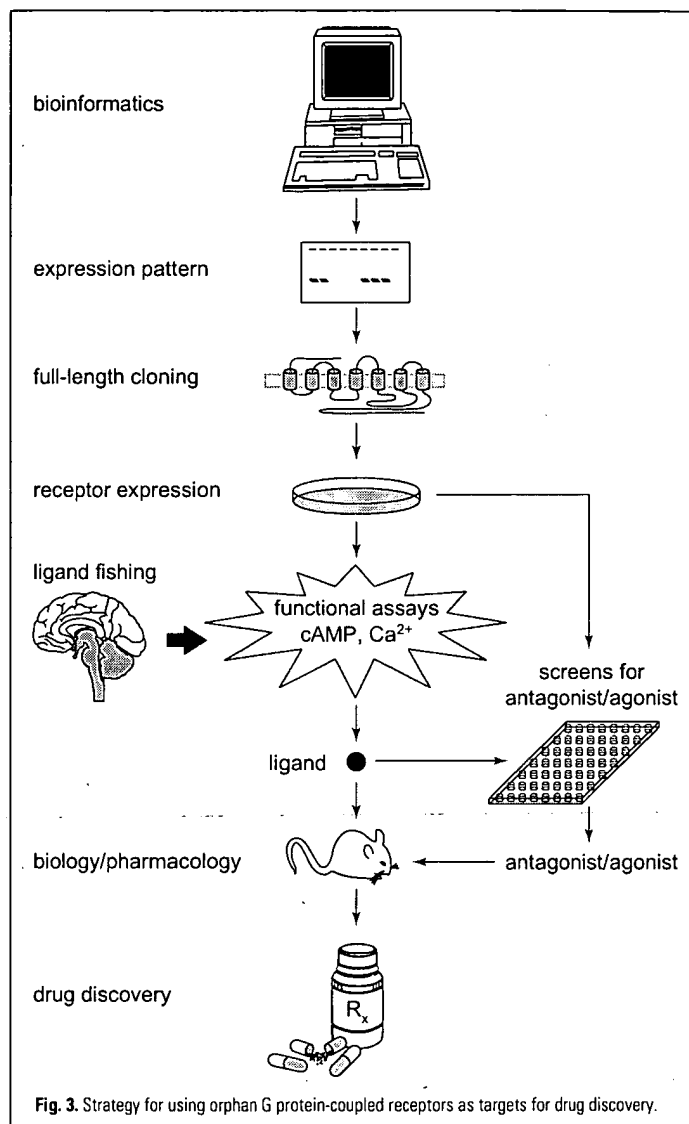 bioinformatics
expression pattern
full-length cloning
receptor expression
ligand fishing
functional assays
cAMP, Ca²⁺
screens for
antagonist/agonist
ligand
biology/pharmacology
antagonist/agonist
drug discovery
Rx
Fig. 3. Strategy for using orphan G protein-coupled receptors as targets for drug discovery.